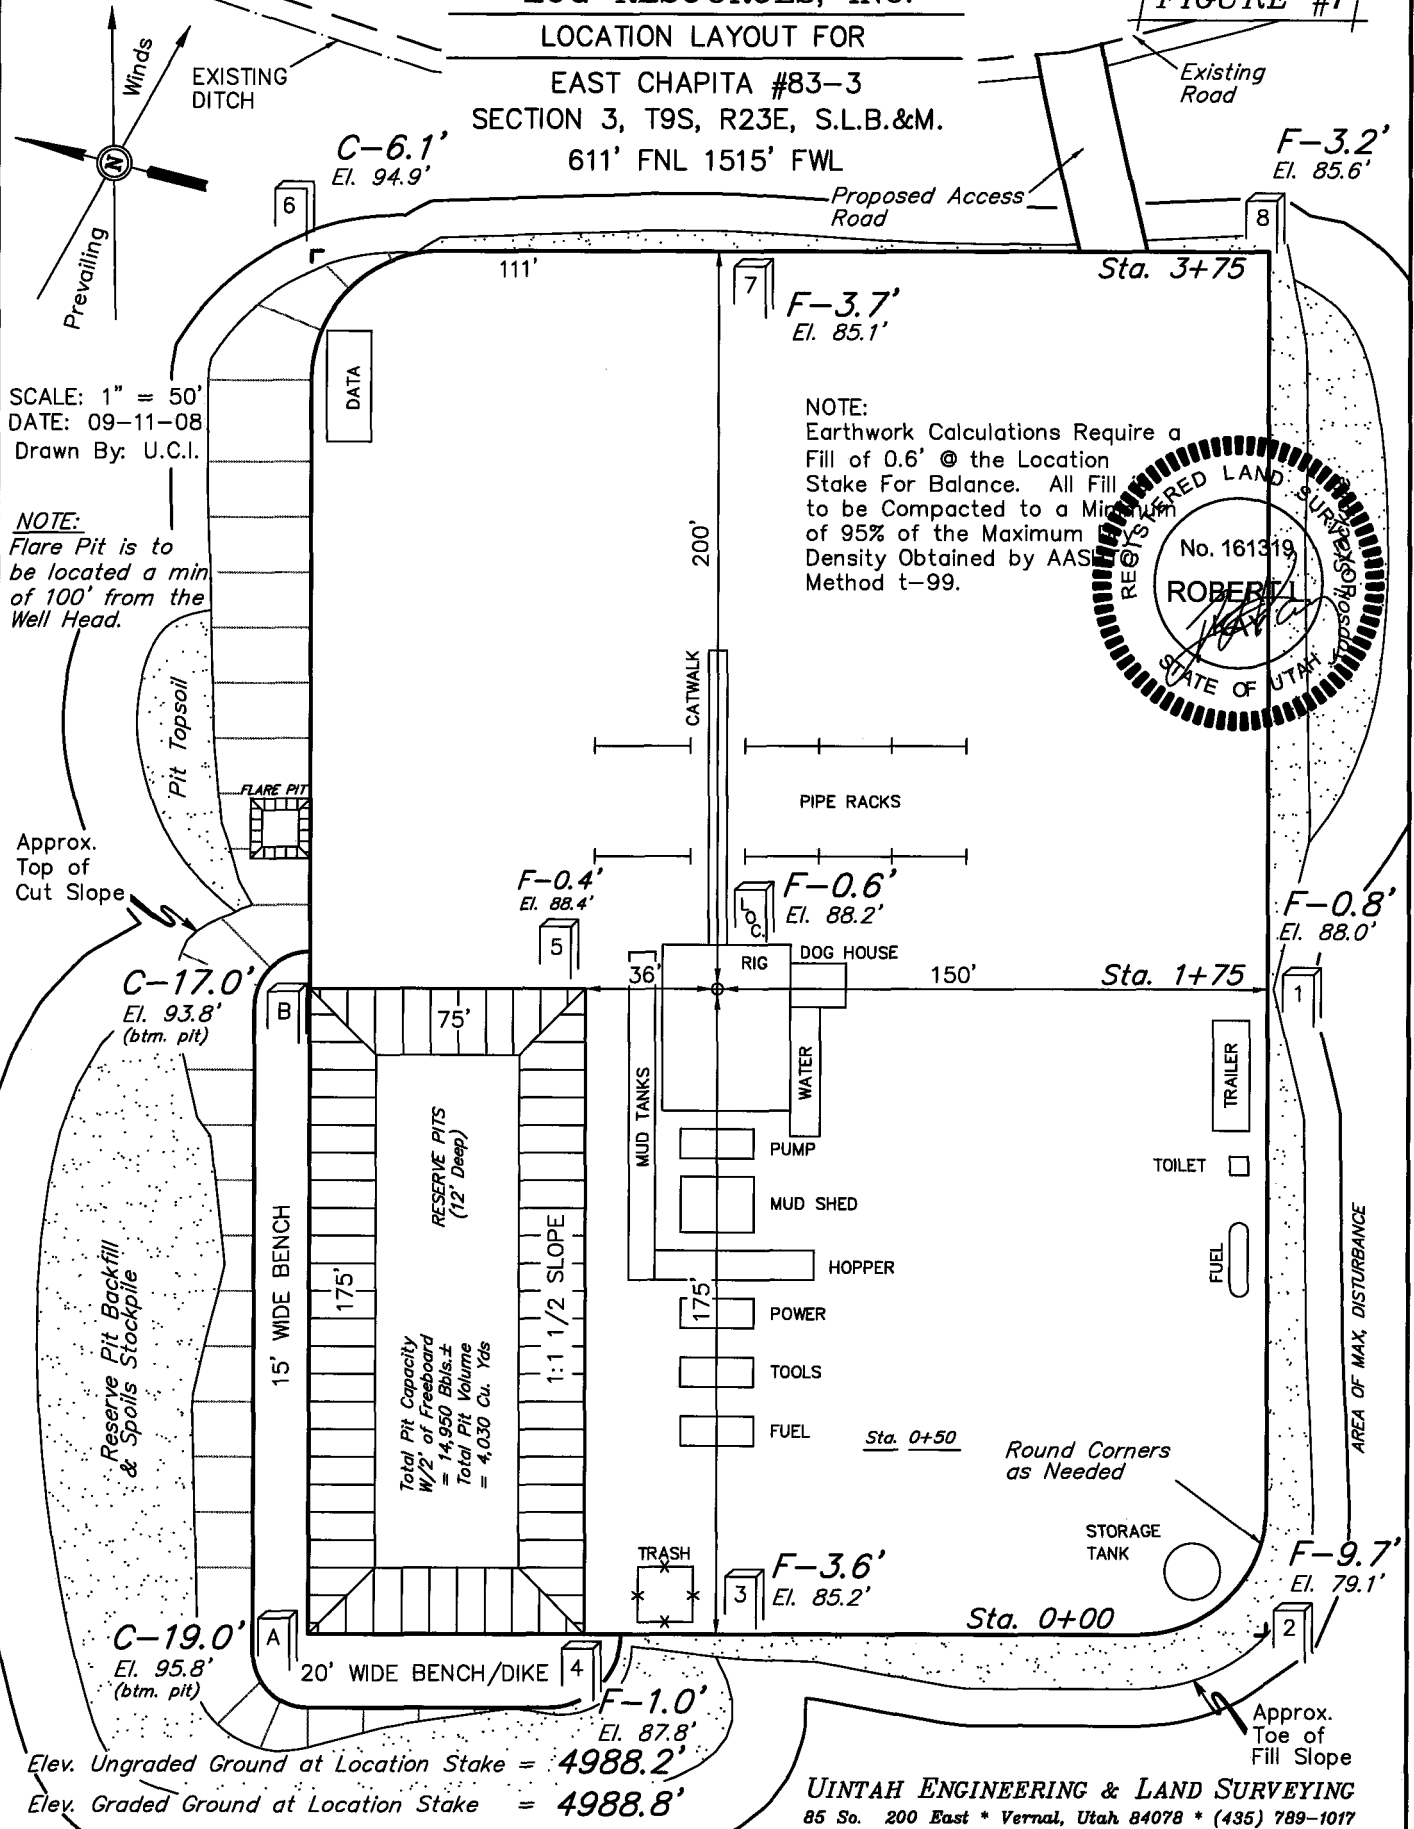 EOG RESOURCES, INC.
FIGURE #1
LOCATION LAYOUT FOR
EAST CHAPITA #83-3
SECTION 3, T9S, R23E, S.L.B.&M.
611' FNL 1515' FWL
Winds
N
Prevailing
EXISTING
DITCH
Existing
Road
Proposed Access
Road
C-6.1'
El. 94.9'
6
F-3.2'
El. 85.6'
8
111'
Sta. 3+75
7
F-3.7'
El. 85.1'
DATA
SCALE: 1" = 50'
DATE: 09-11-08
Drawn By: U.C.I.
NOTE:
Flare Pit is to
be located a min
of 100' from the
Well Head.
NOTE:
Earthwork Calculations Require a
Fill of 0.6' @ the Location
Stake For Balance. All Fill
to be Compacted to a Minimum
of 95% of the Maximum
Density Obtained by
Method t-99.
REGISTERED LAND SURVEYOR
No. 161319
ROBERT L.
KAY
STATE OF UTAH
Topsoil Stockpile
200'
CATWALK
PIPE RACKS
Pit Topsoil
FLARE PIT
Approx.
Top of
Cut Slope
F-0.4'
El. 88.4'
5
LOC.
F-0.6'
El. 88.2'
F-0.8'
El. 88.0'
1
RIG
DOG HOUSE
36'
150'
Sta. 1+75
C-17.0'
El. 93.8'
(btm. pit)
B
75'
MUD TANKS
WATER
TRAILER
RESERVE PITS
(12' Deep)
PUMP
TOILET
MUD SHED
HOPPER
FUEL
175'
175'
POWER
TOOLS
FUEL
15' WIDE BENCH
1:1 1/2 SLOPE
Reserve Pit Backfill
& Spoils Stockpile
Total Pit Capacity
W/2' of Freeboard
= 14,950 Bbls.±
Total Pit Volume
= 4,030 Cu. Yds
AREA OF MAX. DISTURBANCE
Sta. 0+50
Round Corners
as Needed
STORAGE
TANK
TRASH
3
F-3.6'
El. 85.2'
F-9.7'
El. 79.1'
2
Sta. 0+00
C-19.0'
El. 95.8'
(btm. pit)
A
20' WIDE BENCH/DIKE
4
F-1.0'
El. 87.8'
Approx.
Toe of
Fill Slope
Elev. Ungraded Ground at Location Stake = 4988.2'
Elev. Graded Ground at Location Stake = 4988.8'
UINTAH ENGINEERING & LAND SURVEYING
85 So. 200 East * Vernal, Utah 84078 * (435) 789-1017